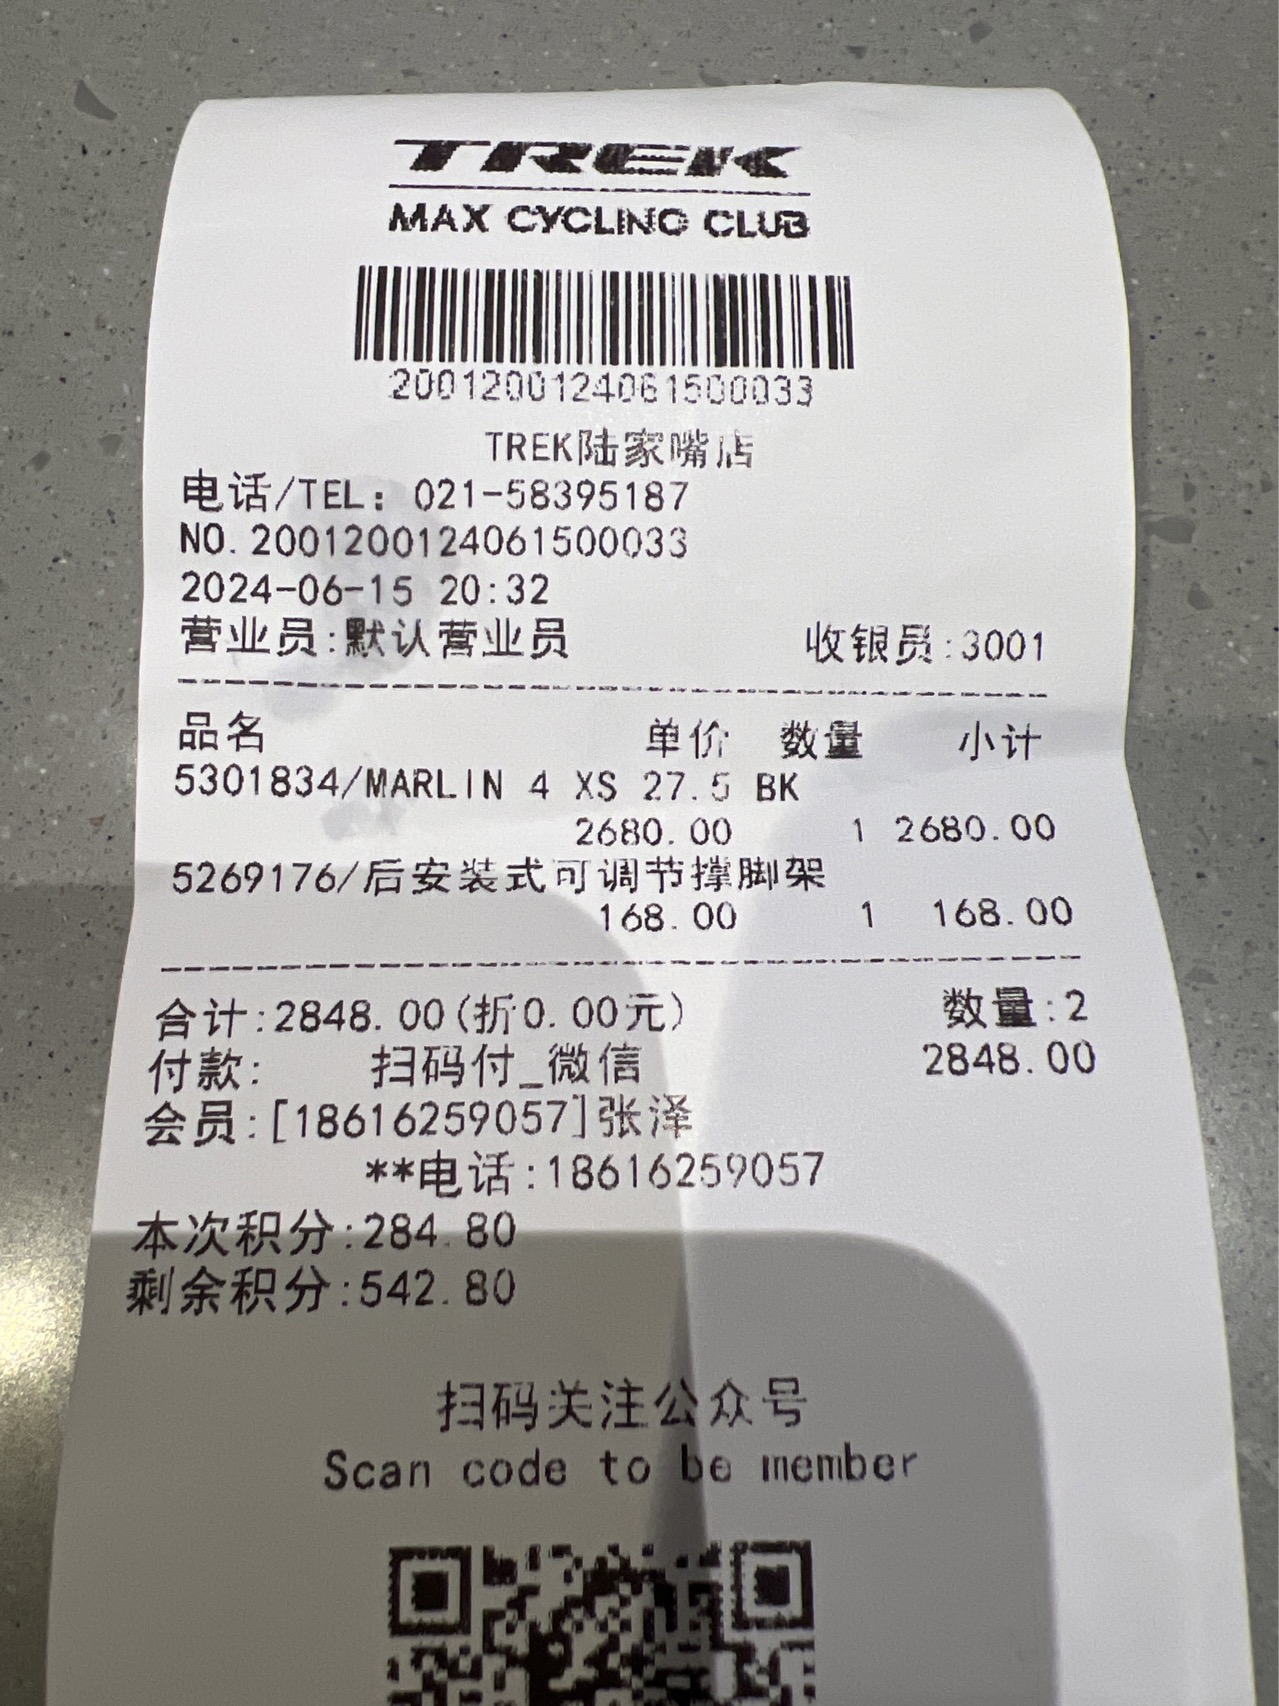 TREK
MAX CYCLING CLUB
2001200124061500033
TREK陆家嘴店
电话/TEL: 021-58395187
NO.2001200124061500033
2024-06-15 20:32
营业员:默认营业员 收银员:3001
品名 单价 数量 小计
5301834/MARLIN 4 XS 27.5 BK
2680.00 1 2680.00
5269176/后安装式可调节撑脚架
168.00 1 168.00
合计:2848.00(折0.00元) 数量:2
付款: 扫码付_微信 2848.00
会员:[18616259057]张泽
**电话:18616259057
本次积分:284.80
剩余积分:542.80
扫码关注公众号
Scan code to be member